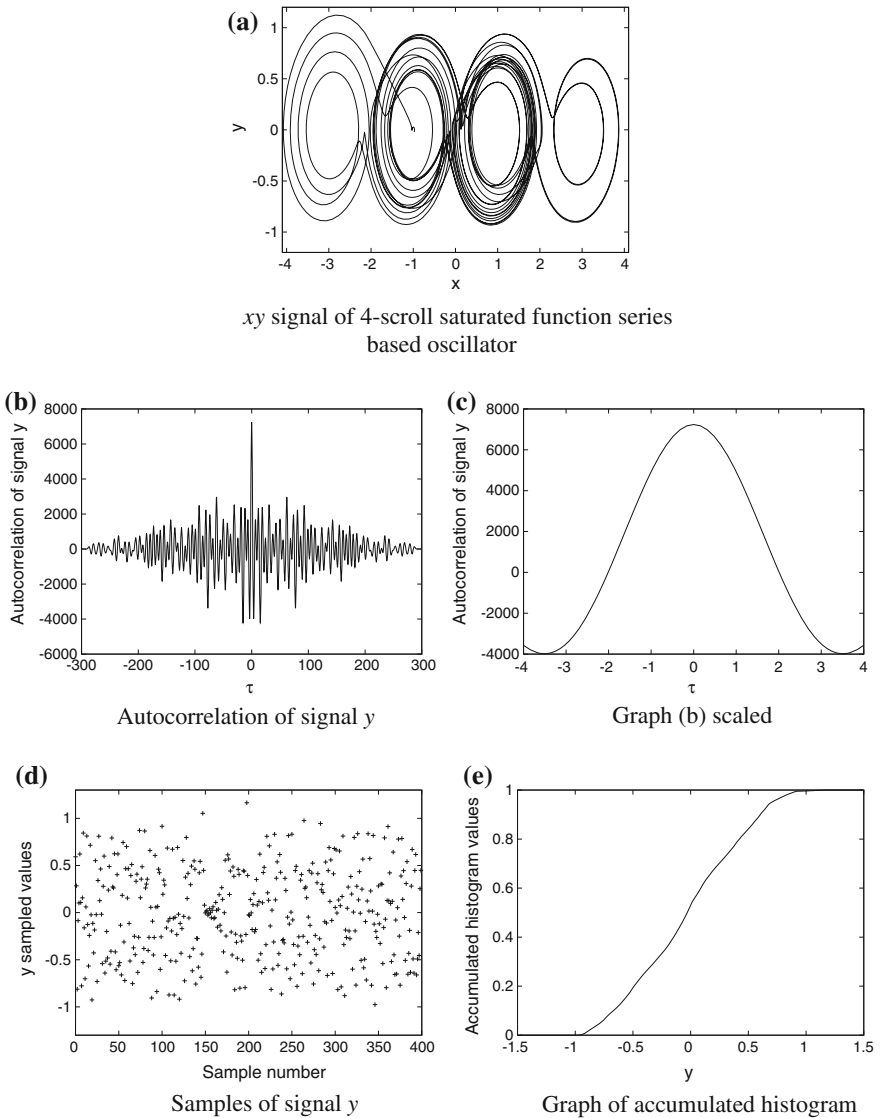 (a)
1
0.5
0
-0.5
-1
y
-4 -3 -2 -1 0 1 2 3 4
x
xy signal of 4-scroll saturated function series
based oscillator
(b)
8000
6000
4000
2000
0
-2000
-4000
-6000
Autocorrelation of signal y
-300 -200 -100 0 100 200 300
τ
Autocorrelation of signal y
(c)
8000
6000
4000
2000
0
-2000
-4000
Autocorrelation of signal y
-4 -3 -2 -1 0 1 2 3 4
τ
Graph (b) scaled
(d)
1
0.5
0
-0.5
-1
y sampled values
0 50 100 150 200 250 300 350 400
Sample number
Samples of signal y
(e)
1
0.8
0.6
0.4
0.2
0
Accumulated histogram values
-1.5 -1 -0.5 0 0.5 1 1.5
y
Graph of accumulated histogram